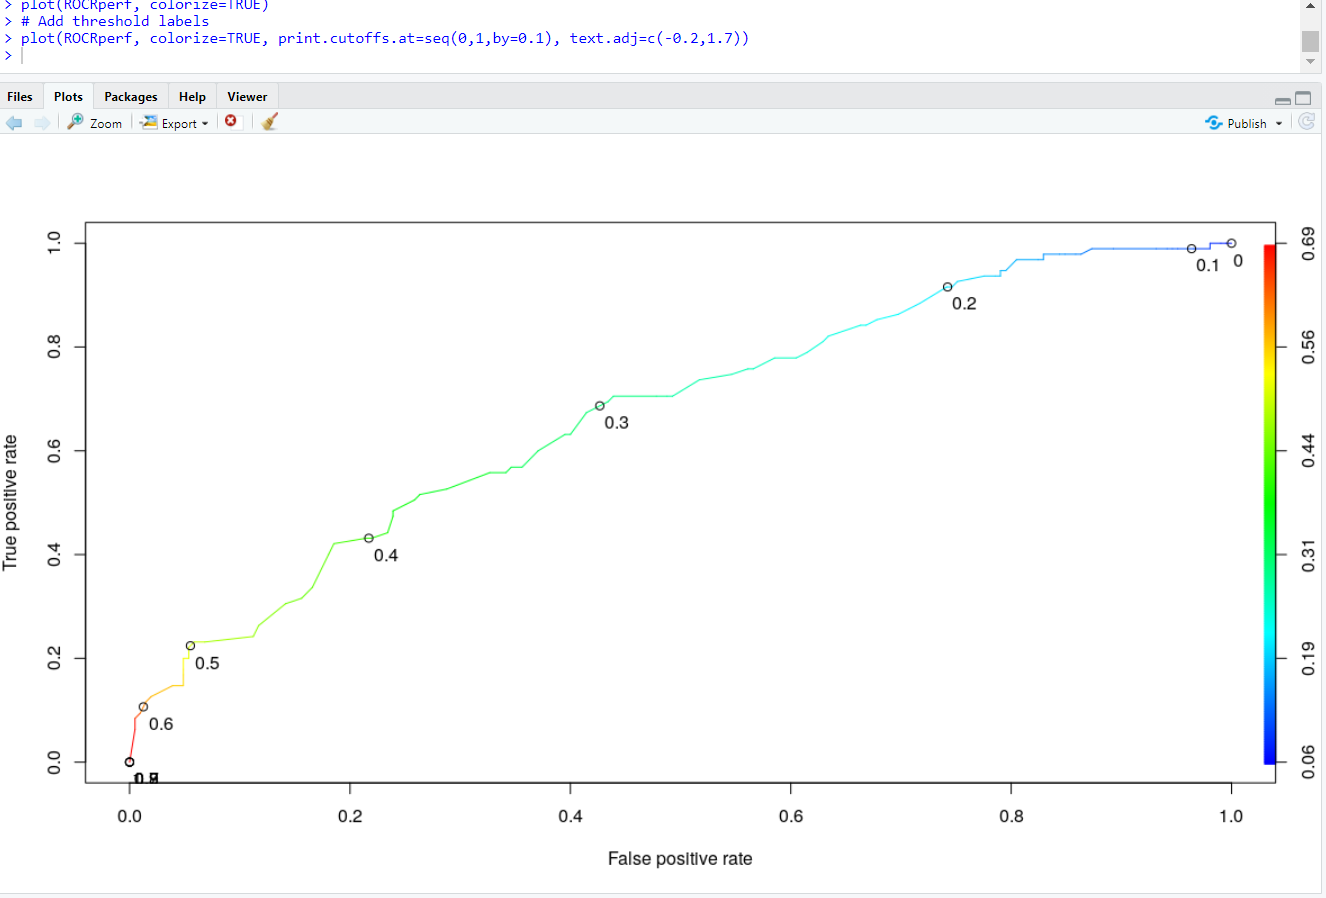 > plot(ROCRperf, colorize=TRUE)
> # Add threshold labels
> plot(ROCRperf, colorize=TRUE, print.cutoffs.at=seq(0,1,by=0.1), text.adj=c(-0.2,1.7))
>
Files Plots Packages Help Viewer
Zoom Export Publish
True positive rate
1.0
0.8
0.6
0.4
0.2
0.0
0
0.1
0.2
0.3
0.4
0.5
0.6
0.69
0.56
0.44
0.31
0.19
0.06
0.0 0.2 0.4 0.6 0.8 1.0
False positive rate